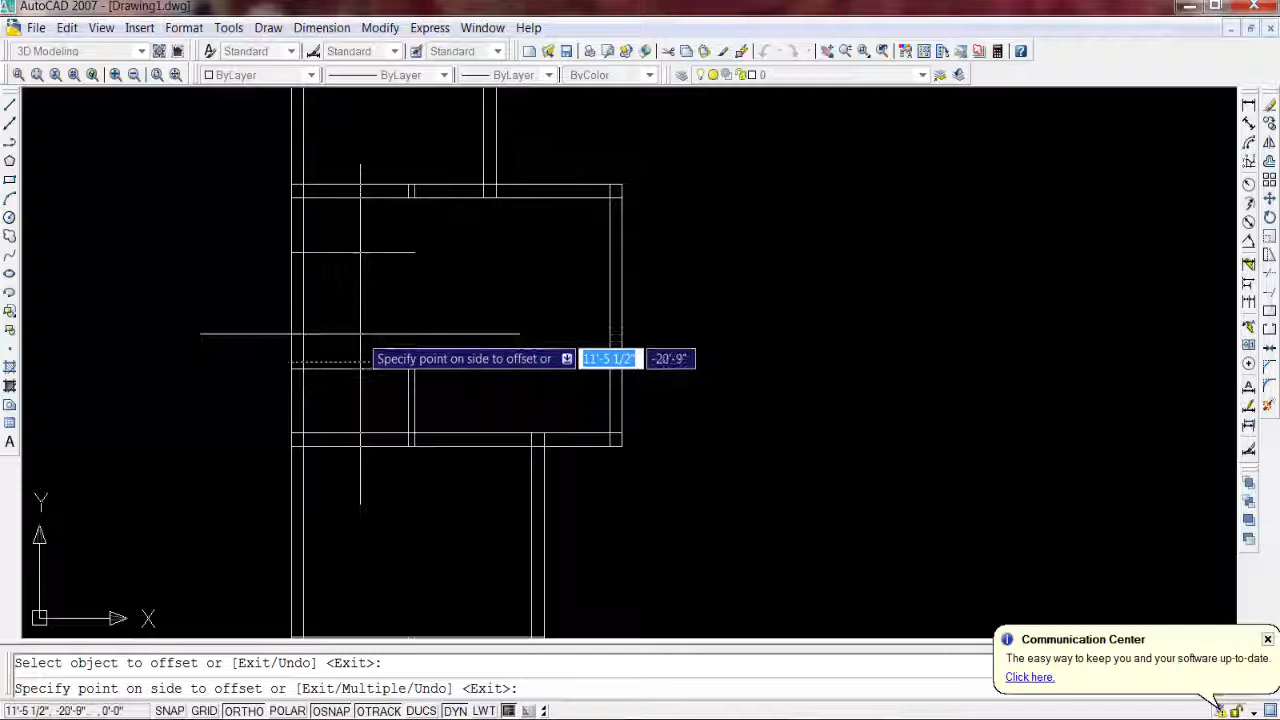 AutoCAD 2007 - [Drawing1.dwg]
File Edit View Insert Format Tools Draw Dimension Modify Express Window Help
3D Modeling Standard Standard Standard
ByLayer ByLayer ByLayer ByColor 0
Specify point on side to offset or 11'-5 1/2" -20'-9"
A
Y
X
Communication Center
The easy way to keep you and your software up-to-date.
Click here.
Select object to offset or [Exit/Undo] <Exit>:
Specify point on side to offset or [Exit/Multiple/Undo] <Exit>:
11'-5 1/2", -20'-9" , 0'-0" SNAP GRID ORTHO POLAR OSNAP OTRACK DUCS DYN LWT